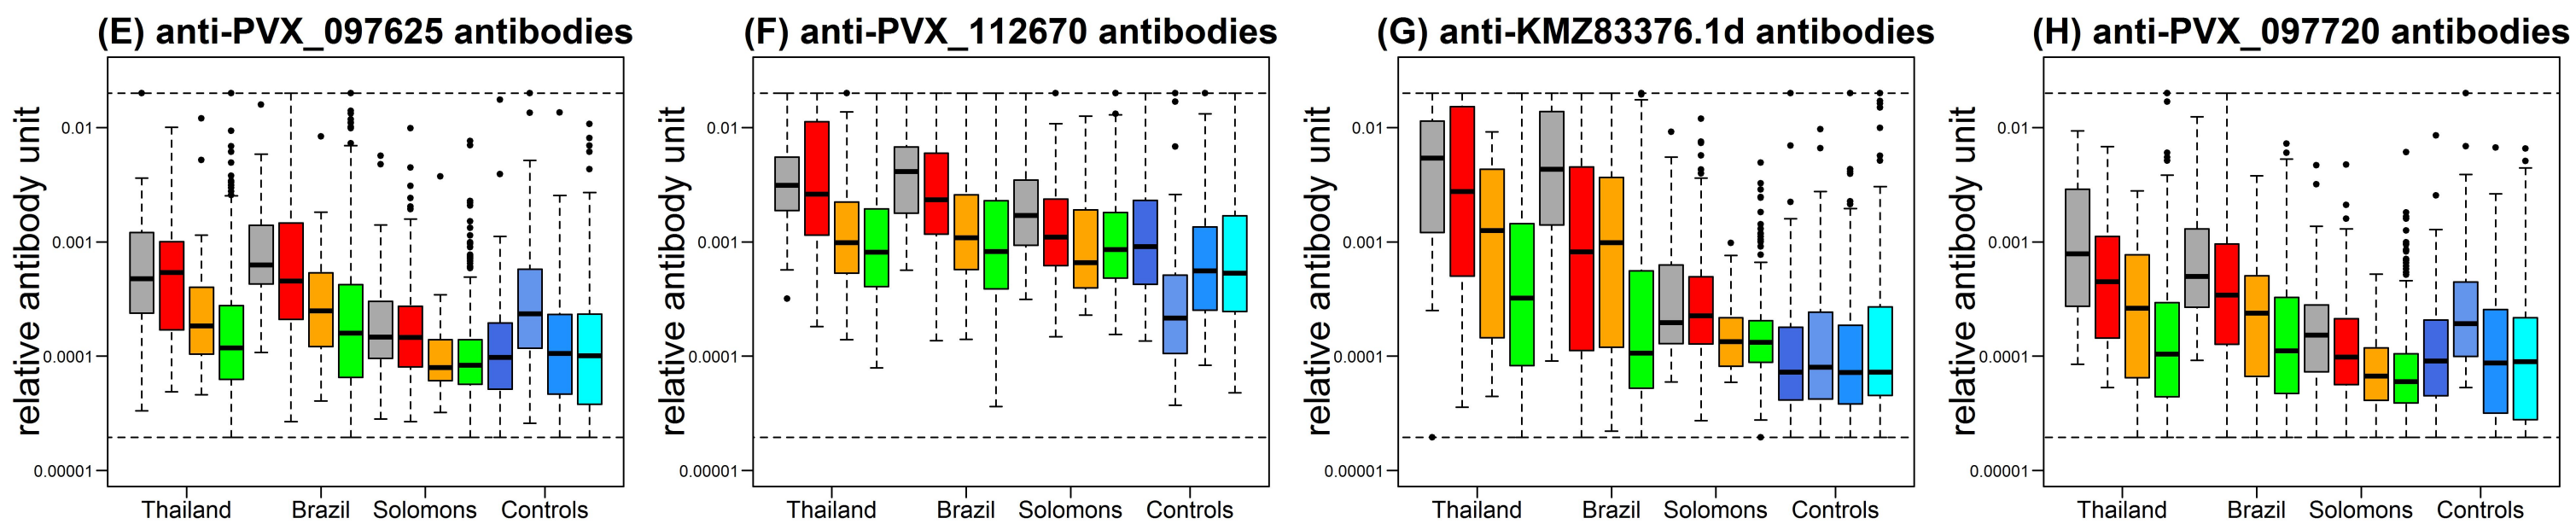 (E) anti-PVX_097625 antibodies
relative antibody unit
0.01
0.001
0.0001
0.00001
Thailand Brazil Solomons Controls
(F) anti-PVX_112670 antibodies
relative antibody unit
0.01
0.001
0.0001
0.00001
Thailand Brazil Solomons Controls
(G) anti-KMZ83376.1d antibodies
relative antibody unit
0.01
0.001
0.0001
0.00001
Thailand Brazil Solomons Controls
(H) anti-PVX_097720 antibodies
relative antibody unit
0.01
0.001
0.0001
0.00001
Thailand Brazil Solomons Controls